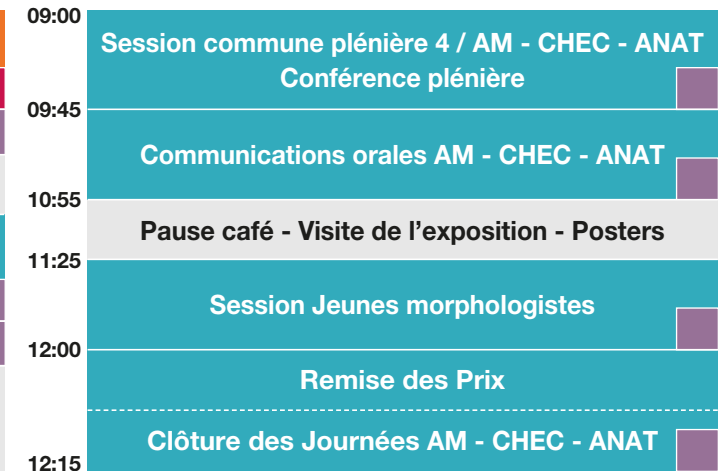 09:00
Session commune plénière 4 / AM - CHEC - ANAT
Conférence plénière
09:45
Communications orales AM - CHEC - ANAT
10:55
Pause café - Visite de l’exposition - Posters
11:25
Session Jeunes morphologistes
12:00
Remise des Prix
Clôture des Journées AM - CHEC - ANAT
12:15